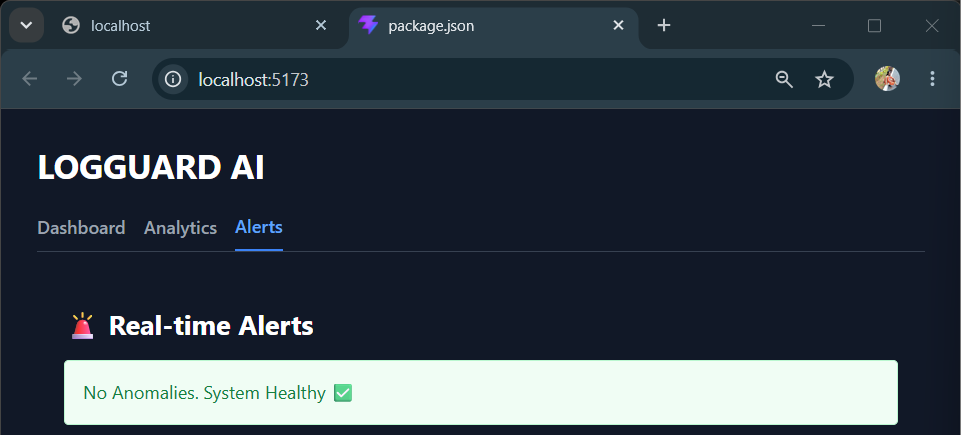 localhost
package.json
localhost:5173
LOGGUARD AI
Dashboard Analytics Alerts
🚨 Real-time Alerts
No Anomalies. System Healthy ✅